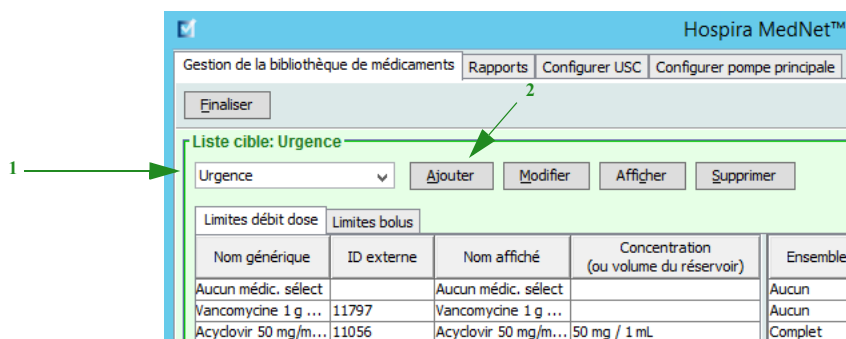 Hospira MedNet™
Gestion de la bibliothèque de médicaments Rapports Configurer USC Configurer pompe principale
Finaliser
2
Liste cible: Urgence
1
Urgence Ajouter Modifier Afficher Supprimer
Limites débit dose Limites bolus
Nom générique ID externe Nom affiché Concentration (ou volume du réservoir) Ensemble
Aucun médic. sélect Aucun médic. sélect Aucun
Vancomycine 1 g ... 11797 Vancomycine 1 g ... Aucun
Acyclovir 50 mg/m... 11056 Acyclovir 50 mg/m... 50 mg / 1 mL Complet